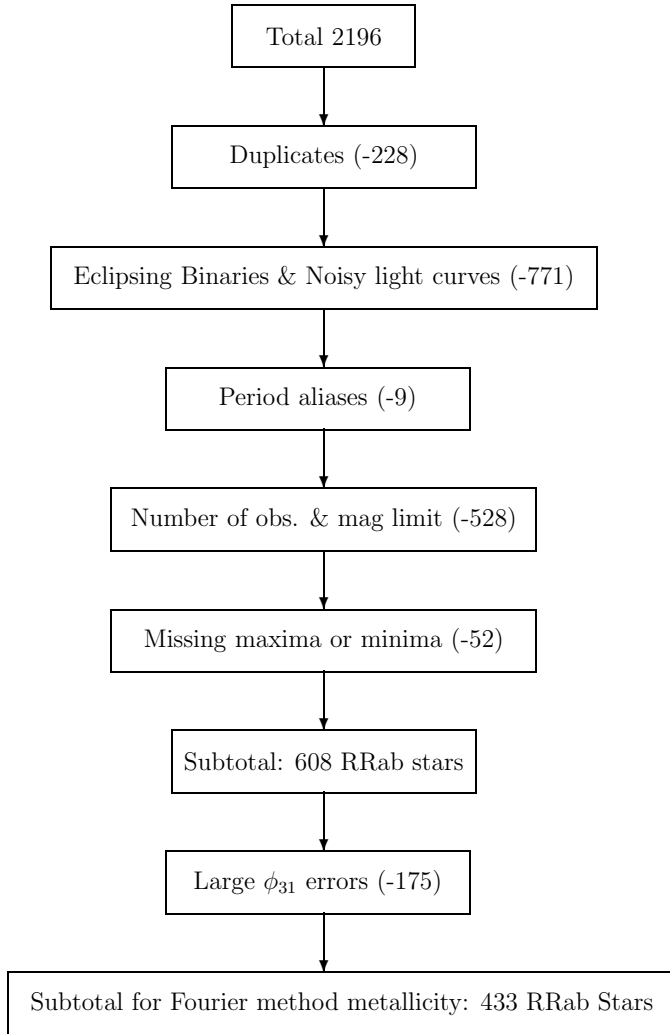 Total 2196
Duplicates (-228)
Eclipsing Binaries & Noisy light curves (-771)
Period aliases (-9)
Number of obs. & mag limit (-528)
Missing maxima or minima (-52)
Subtotal: 608 RRab stars
Large ϕ₃₁ errors (-175)
Subtotal for Fourier method metallicity: 433 RRab Stars